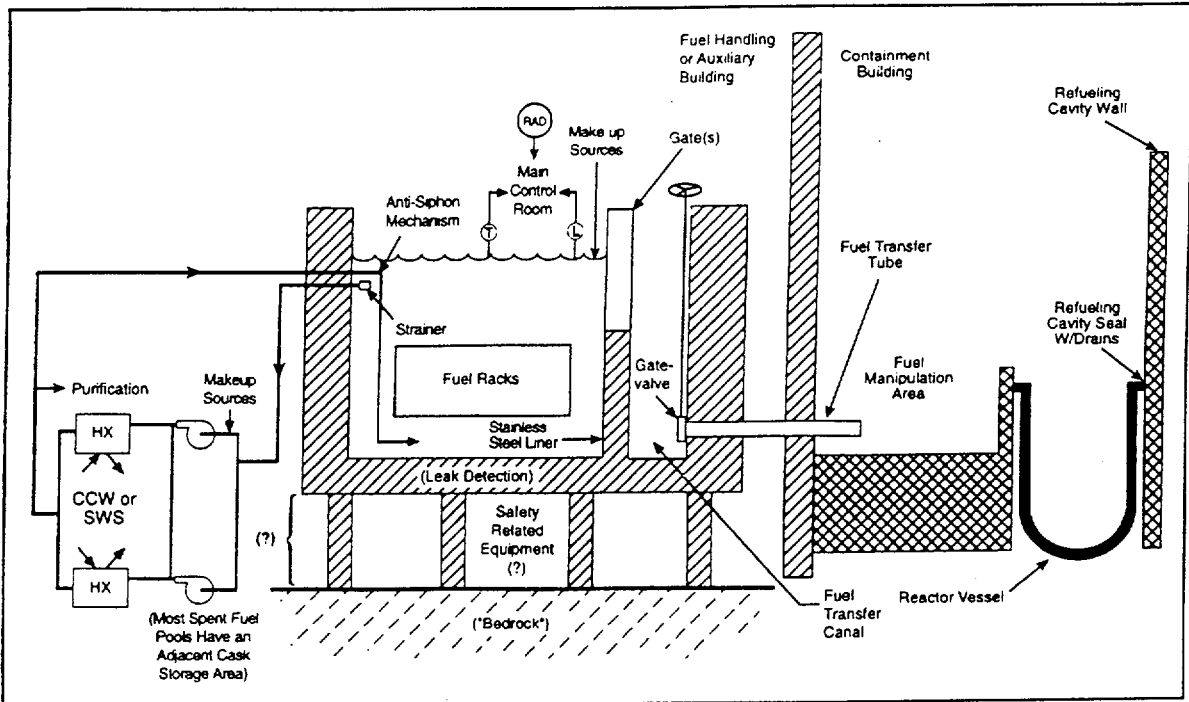 Fuel Handling
or Auxiliary
Building
Containment
Building
Refueling
Cavity Wall
RAD
Make up
Sources
Gate(s)
Main
Control
Room
Anti-Siphon
Mechanism
T
L
Fuel Transfer
Tube
Strainer
Refueling
Cavity Seal
W/Drains
Purification
Makeup
Sources
Fuel Racks
Gate-
valve
Fuel
Manipulation
Area
HX
Stainless
Steel Liner
CCW or
SWS
(Leak Detection)
(?)
Safety
Related
Equipment
(?)
HX
Fuel
Transfer
Canal
Reactor Vessel
("Bedrock")
(Most Spent Fuel
Pools Have an
Adjacent Cask
Storage Area)